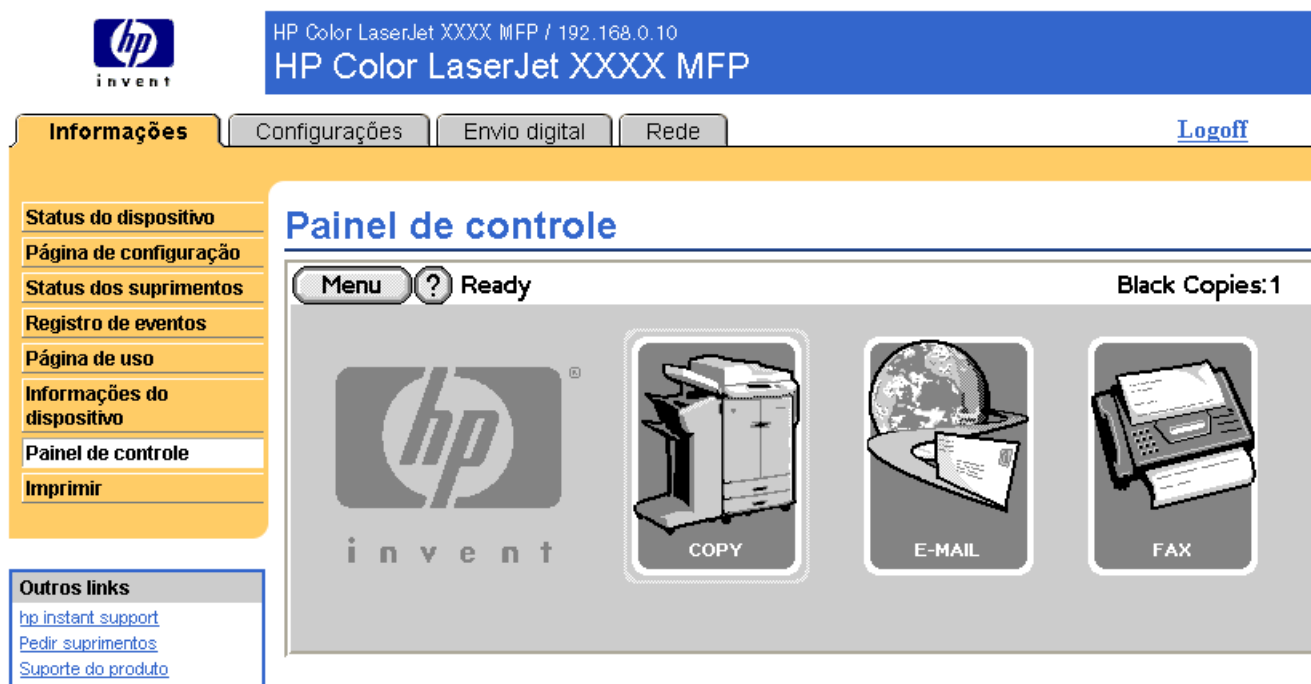 hp
invent
HP Color LaserJet XXXX MFP / 192.168.0.10
HP Color LaserJet XXXX MFP
Informações
Configurações
Envio digital
Rede
Logoff
Status do dispositivo
Página de configuração
Status dos suprimentos
Registro de eventos
Página de uso
Informações do
dispositivo
Painel de controle
Imprimir
Outros links
hp instant support
Pedir suprimentos
Suporte do produto
Painel de controle
Menu ? Ready Black Copies:1
hp ®
invent
COPY
E-MAIL
FAX